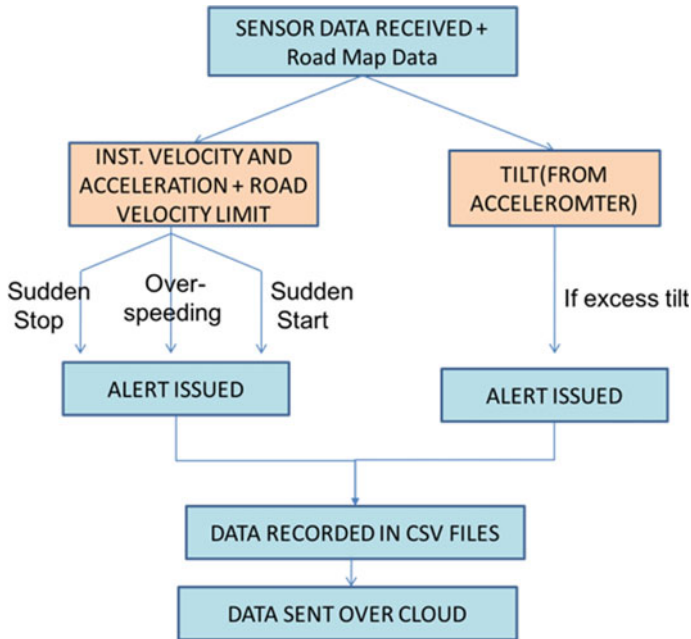 SENSOR DATA RECEIVED +
Road Map Data
INST. VELOCITY AND
ACCELERATION + ROAD
VELOCITY LIMIT
TILT(FROM
ACCELEROMTER)
Sudden
Stop
Over-
speeding
Sudden
Start
If excess tilt
ALERT ISSUED
ALERT ISSUED
DATA RECORDED IN CSV FILES
DATA SENT OVER CLOUD